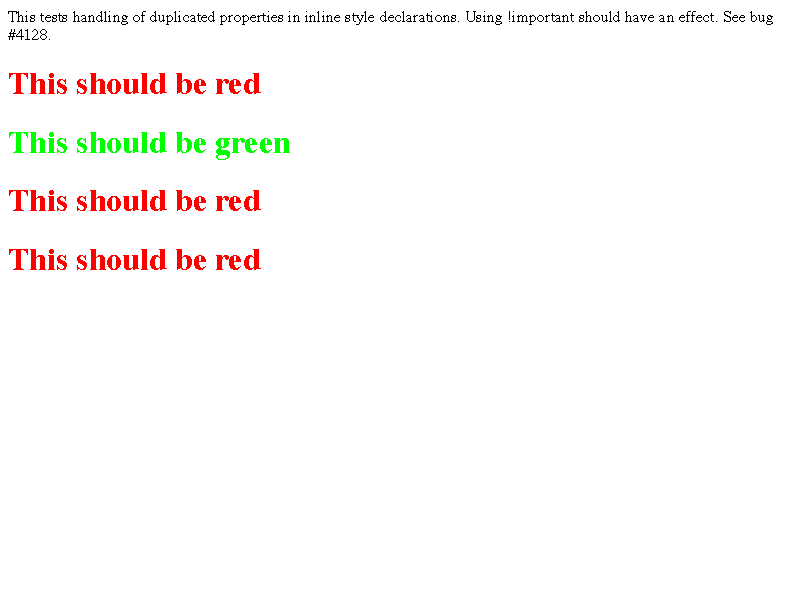 This tests handling of duplicated properties in inline style declarations. Using !important should have an effect. See bug
#4128.
This should be red
This should be green
This should be red
This should be red